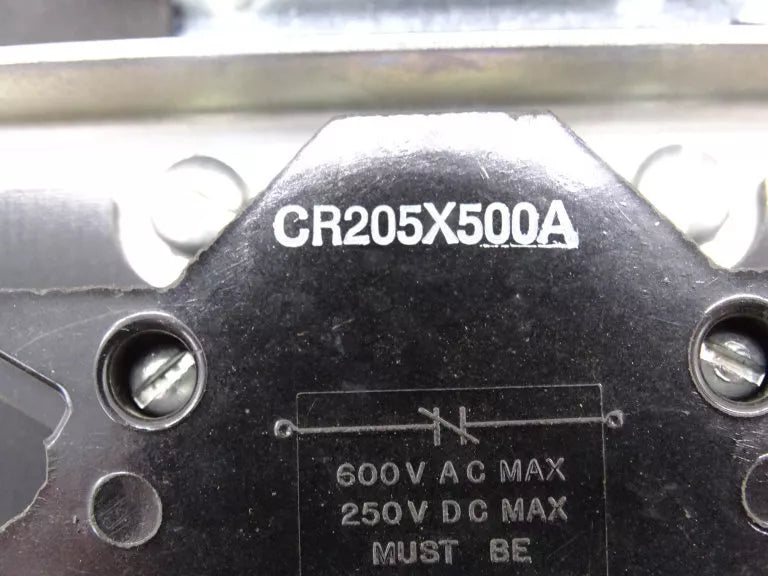 CR205X500A
600V AC MAX
250V DC MAX
MUST BE